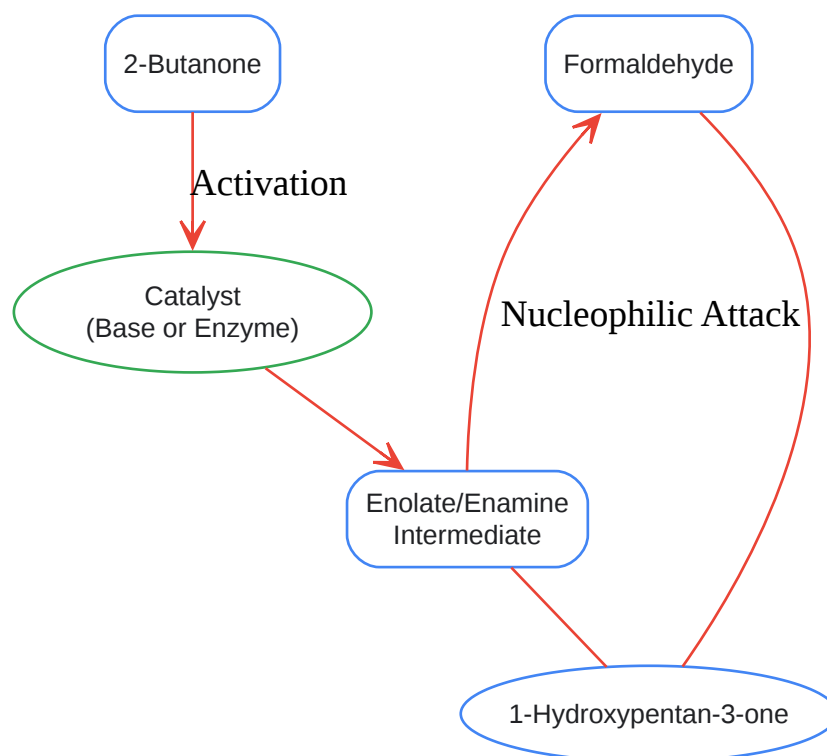 2-Butanone
Formaldehyde
Activation
Catalyst
(Base or Enzyme)
Nucleophilic Attack
Enolate/Enamine
Intermediate
1-Hydroxypentan-3-one